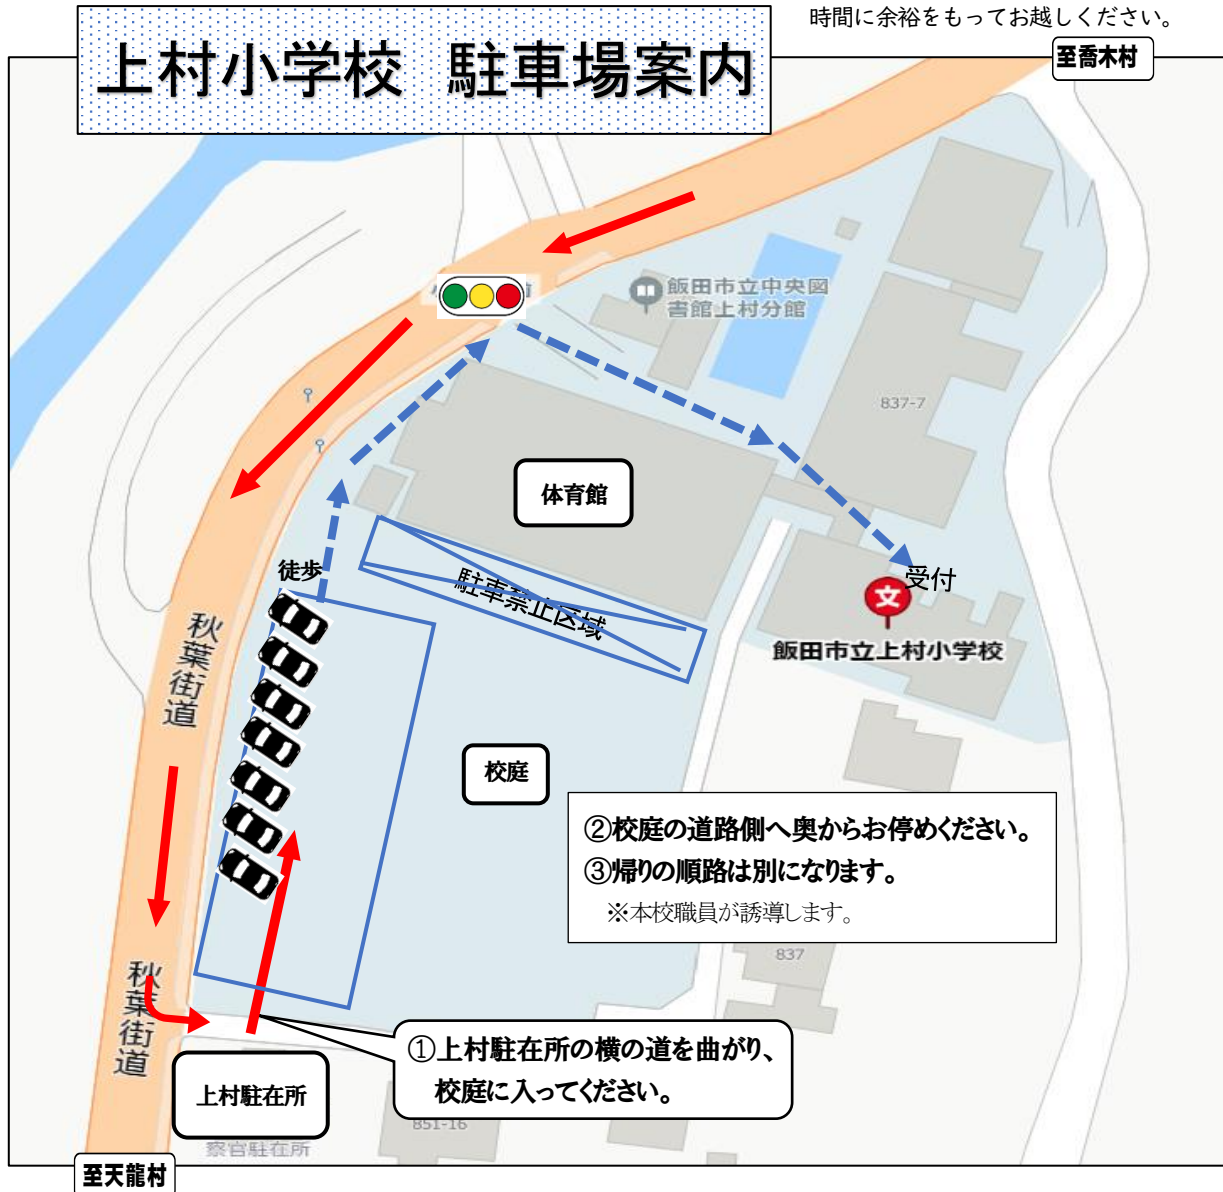 時間に余裕をもってお越しください。
上村小学校 駐車場案内
至喬木村
飯田市立中央図
書館上村分館
837-7
体育館
徒歩
駐車禁止区域
受付
文
飯田市立上村小学校
秋葉街道
校庭
②校庭の道路側へ奥からお停めください。
③帰りの順路は別になります。
※本校職員が誘導します。
837
秋葉街道
①上村駐在所の横の道を曲がり、
校庭に入ってください。
上村駐在所
851-16
察官駐在所
至天龍村